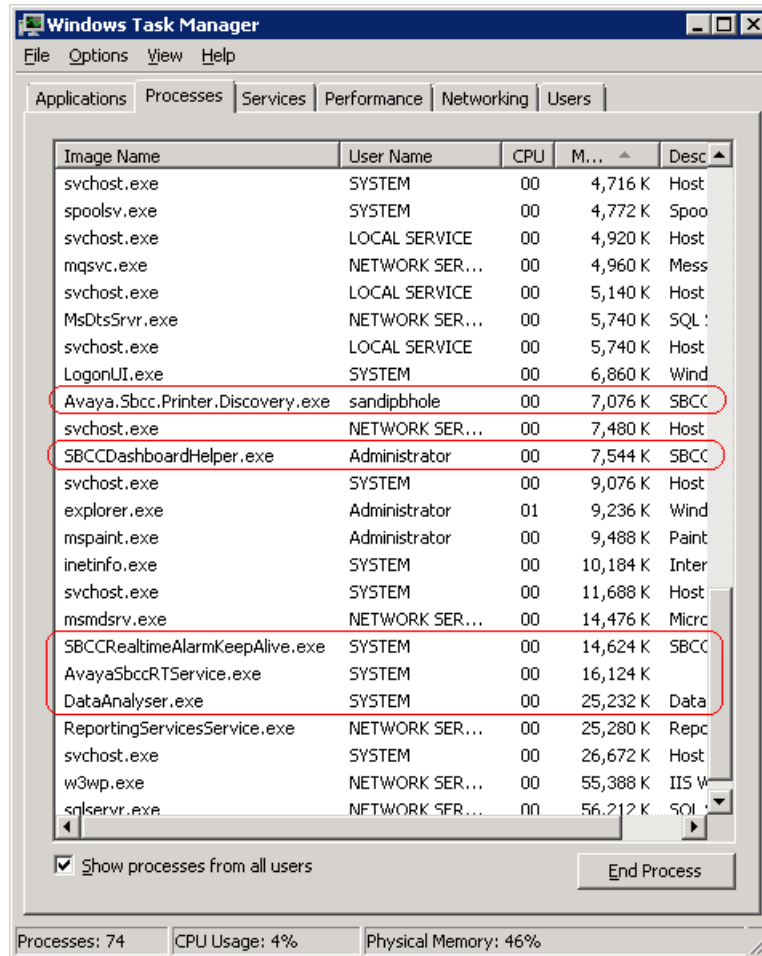 Windows Task Manager
File Options View Help
Applications Processes Services Performance Networking Users
Image Name User Name CPU M... Desc
svchost.exe SYSTEM 00 4,716 K Host
spoolsv.exe SYSTEM 00 4,772 K Spoo
svchost.exe LOCAL SERVICE 00 4,920 K Host
mqsvc.exe NETWORK SER... 00 4,960 K Mess
svchost.exe LOCAL SERVICE 00 5,140 K Host
MsDtsSrvr.exe NETWORK SER... 00 5,740 K SQL
svchost.exe LOCAL SERVICE 00 5,740 K Host
LogonUI.exe SYSTEM 00 6,860 K Wind
Avaya.Sbcc.Printer.Discovery.exe sandipbhole 00 7,076 K SBCC
svchost.exe NETWORK SER... 00 7,480 K Host
SBCCDashboardHelper.exe Administrator 00 7,544 K SBCC
svchost.exe SYSTEM 00 9,076 K Host
explorer.exe Administrator 01 9,236 K Wind
mspaint.exe Administrator 00 9,488 K Paint
inetinfo.exe SYSTEM 00 10,184 K Inter
svchost.exe SYSTEM 00 11,688 K Host
msmdsrv.exe NETWORK SER... 00 14,476 K Micro
SBCCRealtimeAlarmKeepAlive.exe SYSTEM 00 14,624 K SBCC
AvayaSbccRTService.exe SYSTEM 00 16,124 K
DataAnalyser.exe SYSTEM 00 25,232 K Data
ReportingServicesService.exe NETWORK SER... 00 25,280 K Repo
svchost.exe SYSTEM 00 26,672 K Host
w3wp.exe NETWORK SER... 00 55,388 K IIS W
sqlservr.exe NETWORK SER... 00 56,212 K SQL
Show processes from all users
End Process
Processes: 74 CPU Usage: 4% Physical Memory: 46%